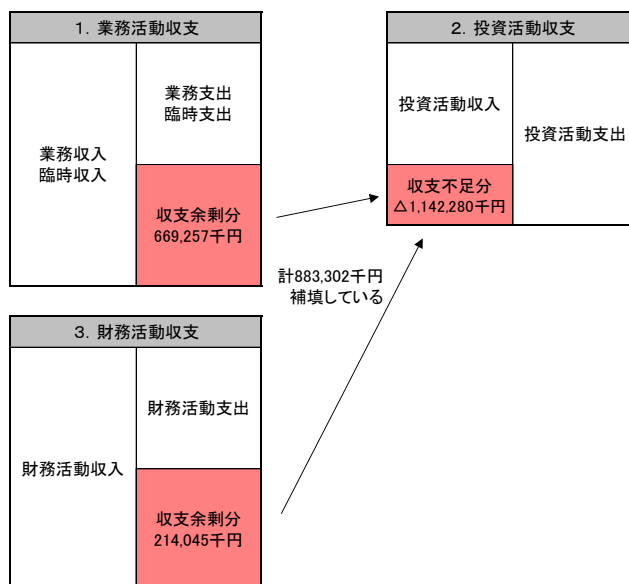 1．業務活動収支
業務収入
臨時収入
業務支出
臨時支出
収支余剰分
669,257千円
2．投資活動収支
投資活動収入
収支不足分
△1,142,280千円
投資活動支出
計883,302千円
補填している
3．財務活動収支
財務活動収入
財務活動支出
収支余剰分
214,045千円